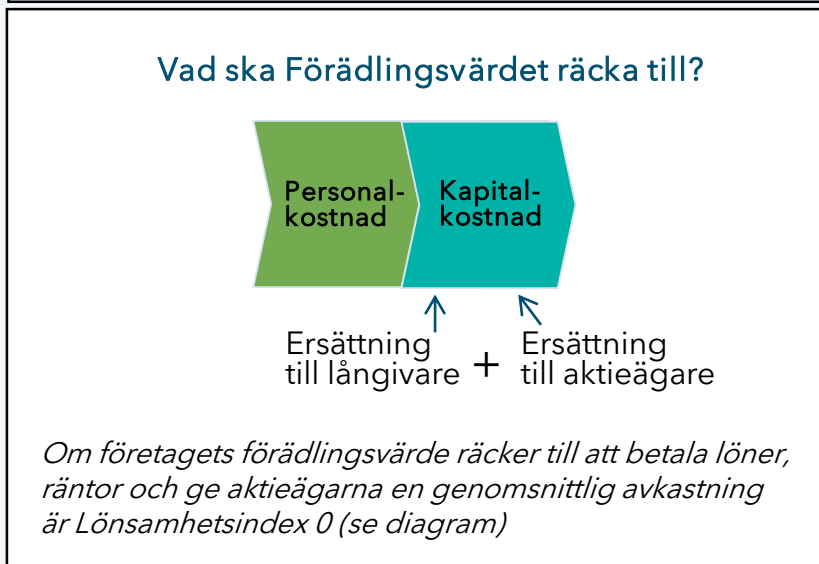 Vad ska Förädlingsvärdet räcka till?
Personal-
kostnad
Kapital-
kostnad
Ersättning
till långivare
+
Ersättning
till aktieägare
Om företagets förädlingsvärde räcker till att betala löner,
räntor och ge aktieägarna en genomsnittlig avkastning
är Lönsamhetsindex 0 (se diagram)